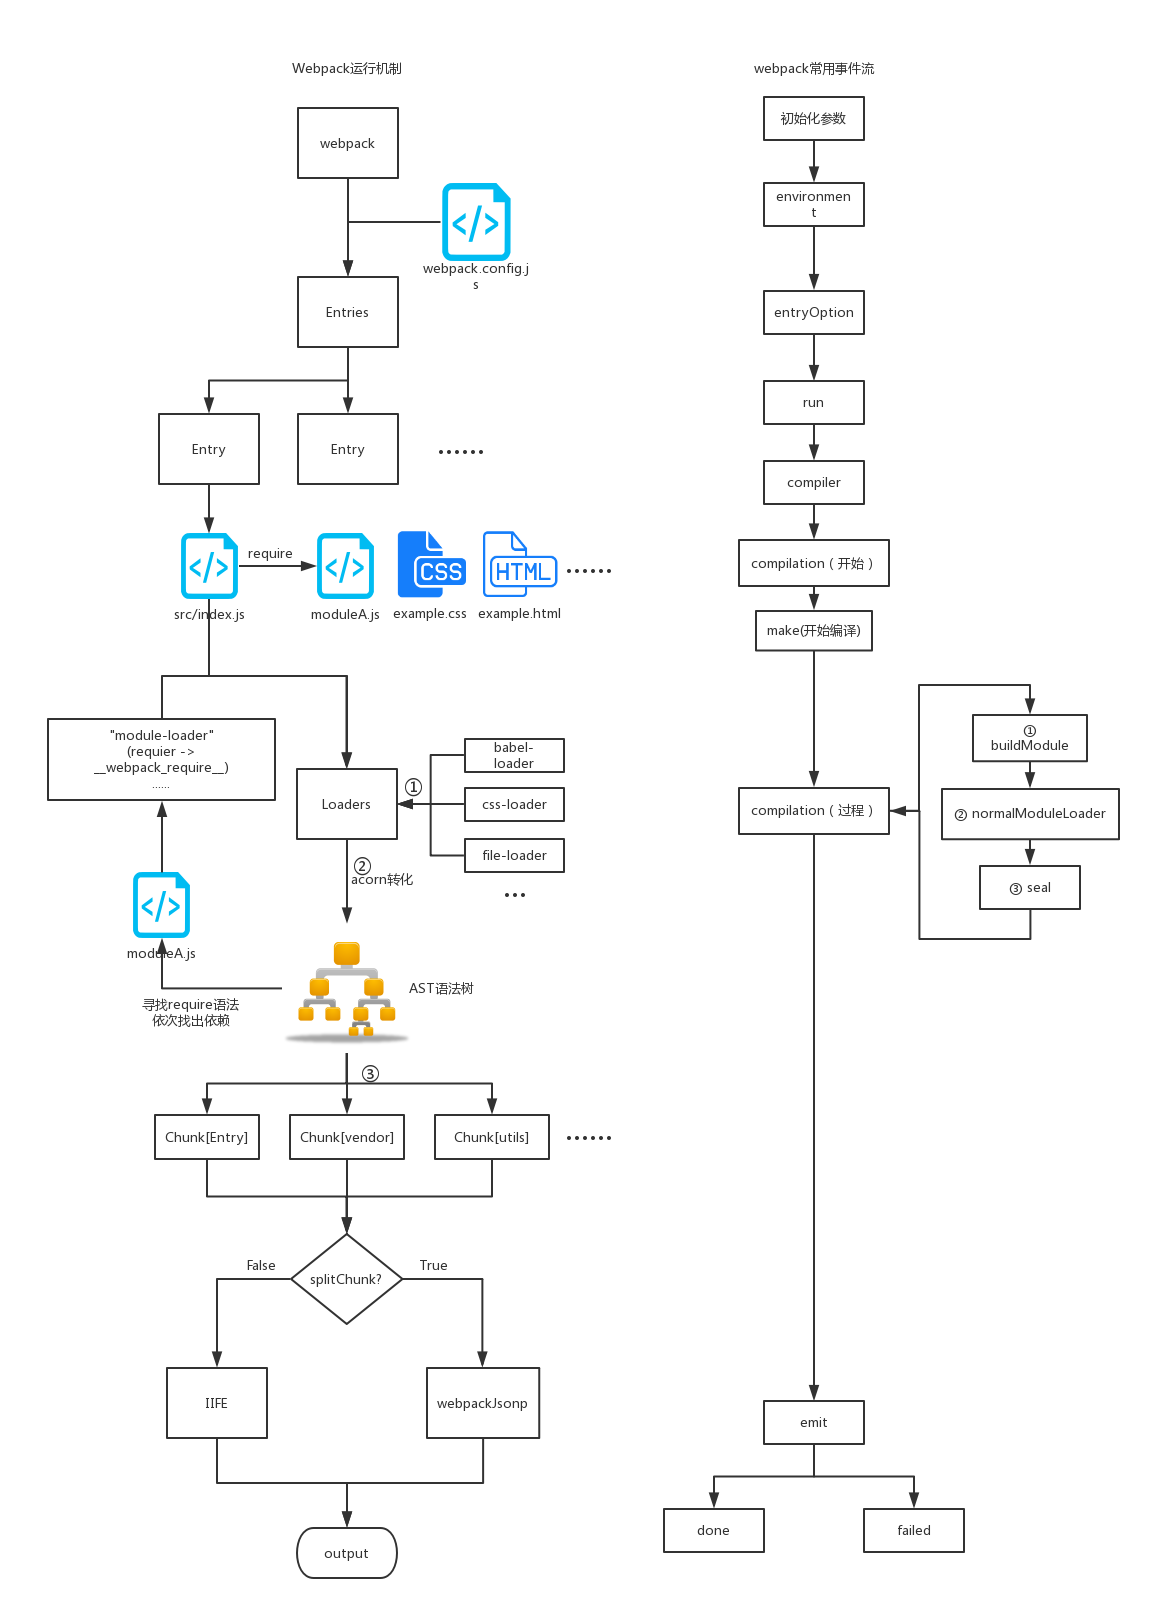 Webpack运行机制
webpack
webpack.config.j
s
Entries
Entry
Entry
······
require
src/index.js
moduleA.js
CSS
example.css
HTML
example.html
······
"module-loader"
(requier ->
__webpack_require__)
......
Loaders
①
babel-
loader
css-loader
file-loader
···
②
acorn转化
moduleA.js
寻找require语法
依次找出依赖
AST语法树
③
Chunk[Entry]
Chunk[vendor]
Chunk[utils]
······
splitChunk?
False
True
IIFE
webpackJsonp
output
webpack常用事件流
初始化参数
environmen
t
entryOption
run
compiler
compilation（开始）
make(开始编译)
compilation（过程）
①
buildModule
② normalModuleLoader
③ seal
emit
done
failed